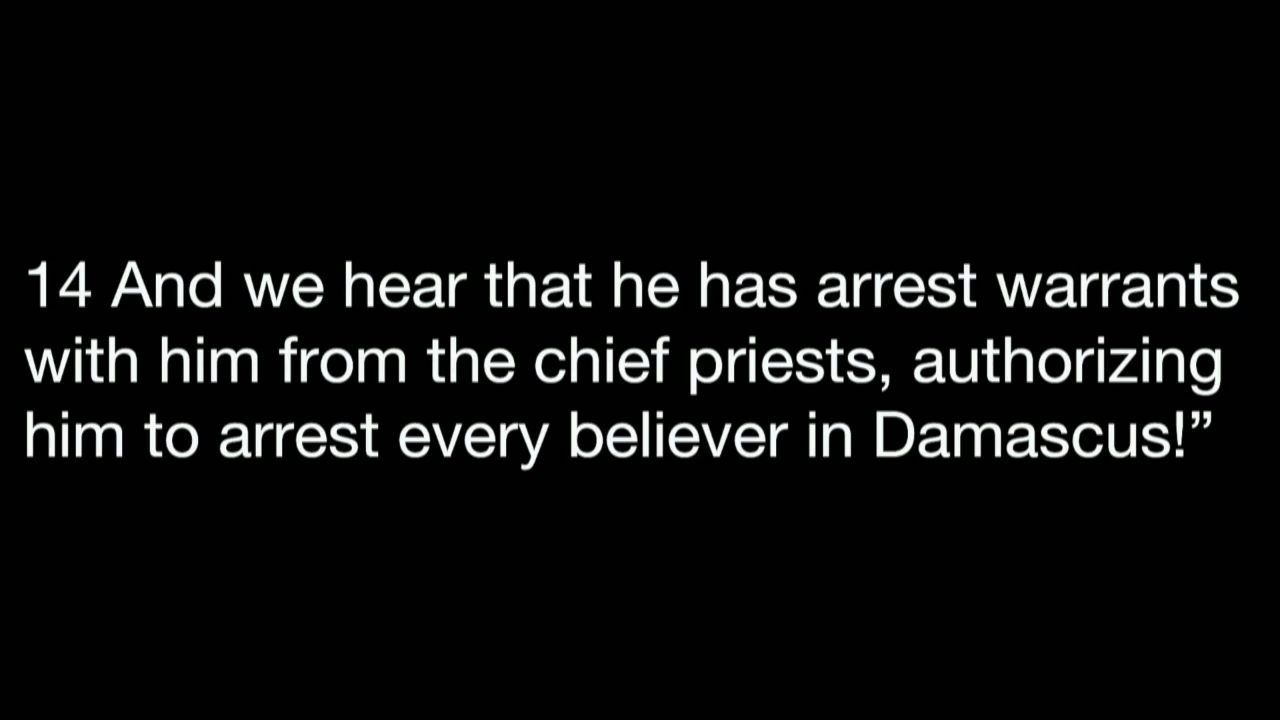 14 And we hear that he has arrest warrants
with him from the chief priests, authorizing
him to arrest every believer in Damascus!”